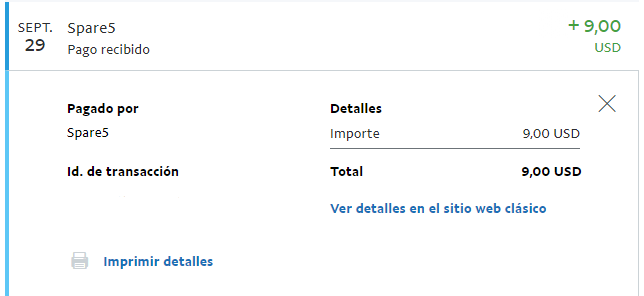 SEPT.
29
Spare5
Pago recibido
+ 9,00
USD
Pagado por
Spare5
Id. de transacción
Detalles
Importe 9,00 USD
Total 9,00 USD
Ver detalles en el sitio web clásico
Imprimir detalles